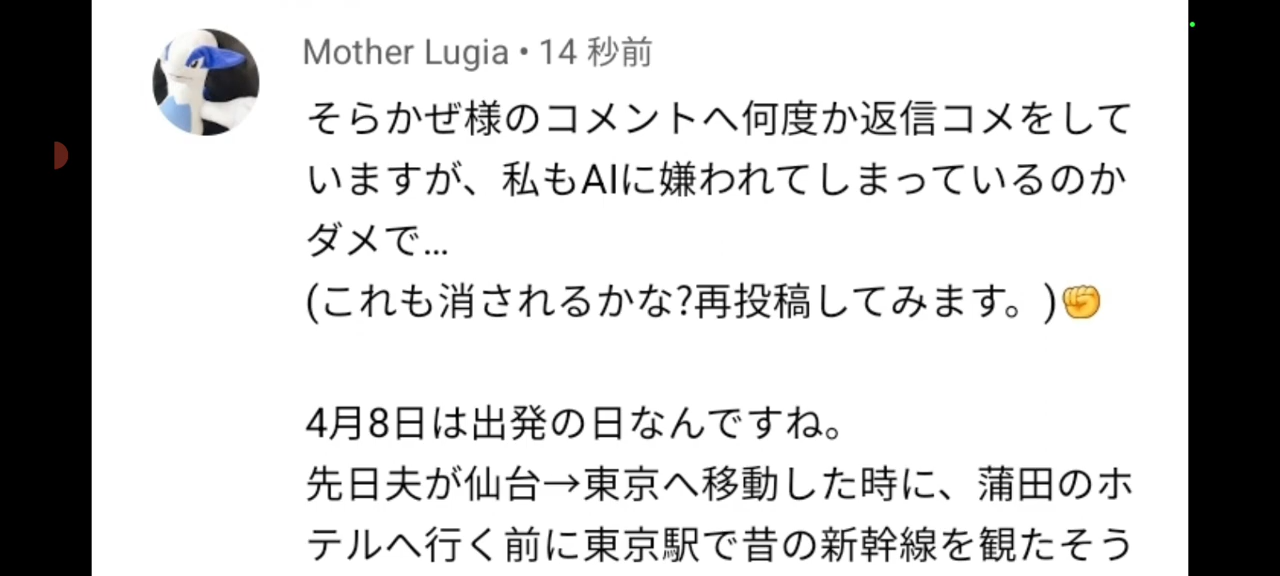 Mother Lugia • 14 秒前
そらかぜ様のコメントへ何度か返信コメをして
いますが、私もAIに嫌われてしまっているのか
ダメで...
(これも消されるかな?再投稿してみます。)✊
4月8日は出発の日なんですね。
先日夫が仙台→東京へ移動した時に、蒲田のホ
テルへ行く前に東京駅で昔の新幹線を観たそう